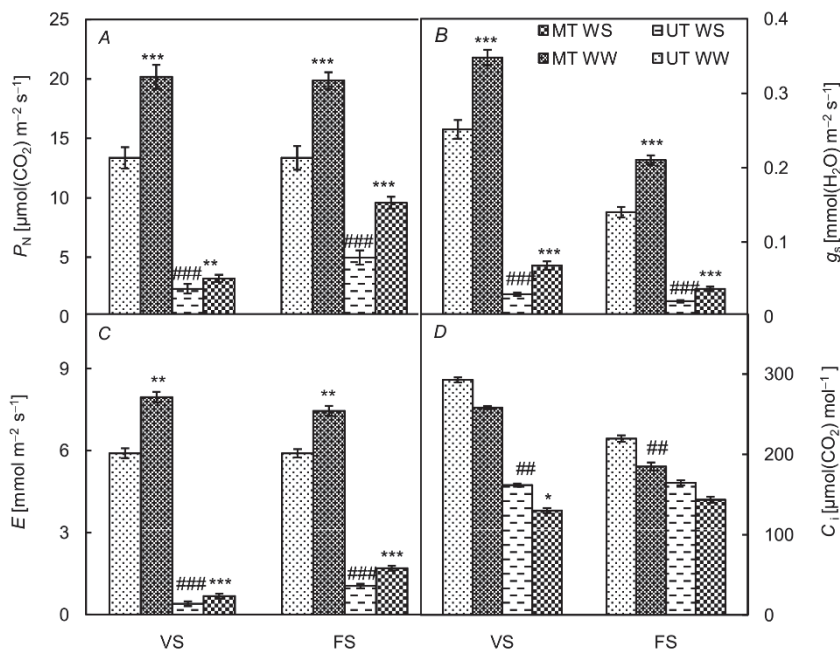 25
20
15
10
5
0
P_N [µmol(CO₂) m⁻² s⁻¹]
A
***
***
###
**
###
***
B
MT WS
UT WS
MT WW
UT WW
***
***
###
***
###
***
0.4
0.3
0.2
0.1
0
g_s [mmol(H₂O) m⁻² s⁻¹]
9
6
3
0
E [mmol m⁻² s⁻¹]
C
**
**
###
***
###
***
D
##
*
##
300
200
100
0
C_i [µmol(CO₂) mol⁻¹]
VS
FS
VS
FS